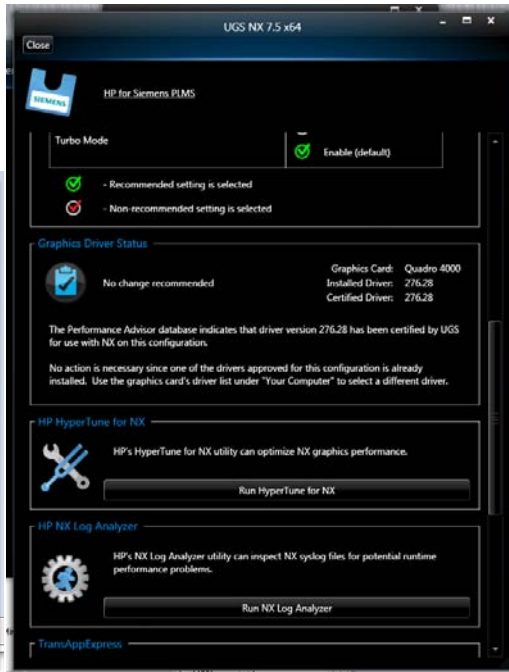 UGS NX 7.5 x64
Close
SIEMENS
HP for Siemens PLMS
Turbo Mode
Enable (default)
- Recommended setting is selected
- Non-recommended setting is selected
Graphics Driver Status
No change recommended
Graphics Card: Quadro 4000
Installed Driver: 276.28
Certified Driver: 276.28
The Performance Advisor database indicates that driver version 276.28 has been certified by UGS
for use with NX on this configuration.
No action is necessary since one of the drivers approved for this configuration is already
installed. Use the graphics card's driver list under "Your Computer" to select a different driver.
HP HyperTune for NX
HP's HyperTune for NX utility can optimize NX graphics performance.
Run HyperTune for NX
HP NX Log Analyzer
HP's NX Log Analyzer utility can inspect NX syslog files for potential runtime
performance problems.
Run NX Log Analyzer
TransAppExpress